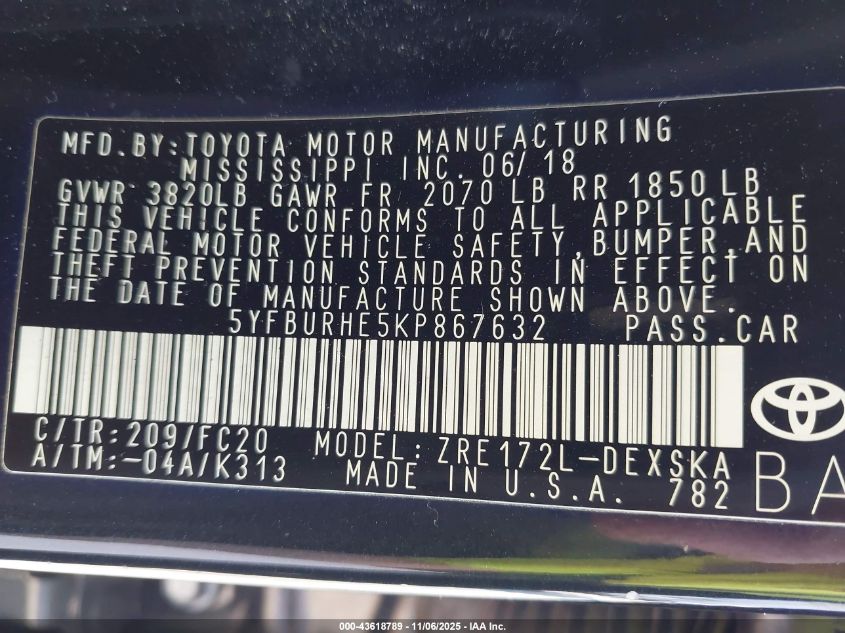 MFD.BY:TOYOTA MOTOR MANUFACTURING
MISSISSIPPI INC. 06/18
GVWR 3820LB GAWR FR 2070 LB RR 1850LB
THIS VEHICLE CONFORMS TO ALL APPLICABLE
FEDERAL MOTOR VEHICLE SAFETY,BUMPER,AND
THEFT PREVENTION STANDARDS IN EFFECT ON
THE DATE OF MANUFACTURE SHOWN ABOVE.
5YFBURHE5KP867632 PASS.CAR
C/TR:209/FC20 MODEL:ZRE172L-DEXSKA
A/TM:-04A/K313 MADE IN U.S.A. 782
BA
000-43618789 - 11/06/2025 - IAA Inc.